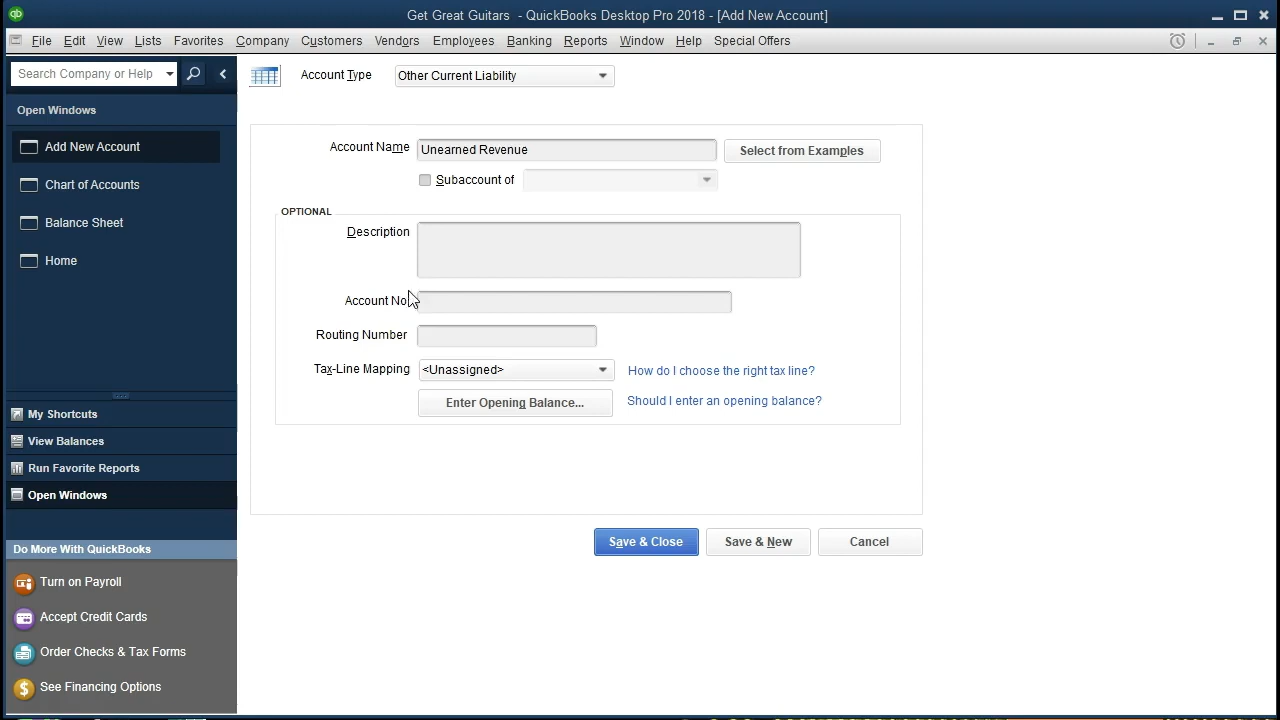 Get Great Guitars - QuickBooks Desktop Pro 2018 - [Add New Account]
File Edit View Lists Favorites Company Customers Vendors Employees Banking Reports Window Help Special Offers
Search Company or Help
Account Type Other Current Liability
Open Windows
Add New Account
Chart of Accounts
Balance Sheet
Home
Account Name Unearned Revenue Select from Examples
Subaccount of
OPTIONAL
Description
Account No
Routing Number
Tax-Line Mapping <Unassigned> How do I choose the right tax line?
Enter Opening Balance... Should I enter an opening balance?
My Shortcuts
View Balances
Run Favorite Reports
Open Windows
Save & Close Save & New Cancel
Do More With QuickBooks
Turn on Payroll
Accept Credit Cards
Order Checks & Tax Forms
See Financing Options